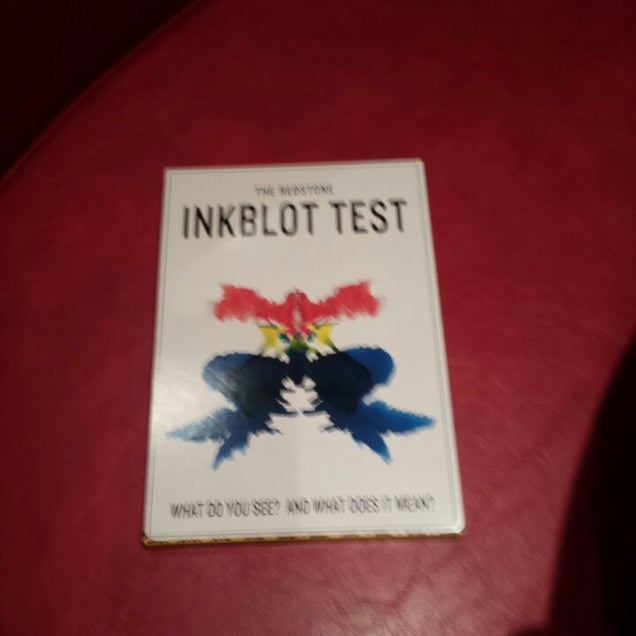 THE REDSTONE
INKBLOT TEST
WHAT DO YOU SEE? AND WHAT DOES IT MEAN?